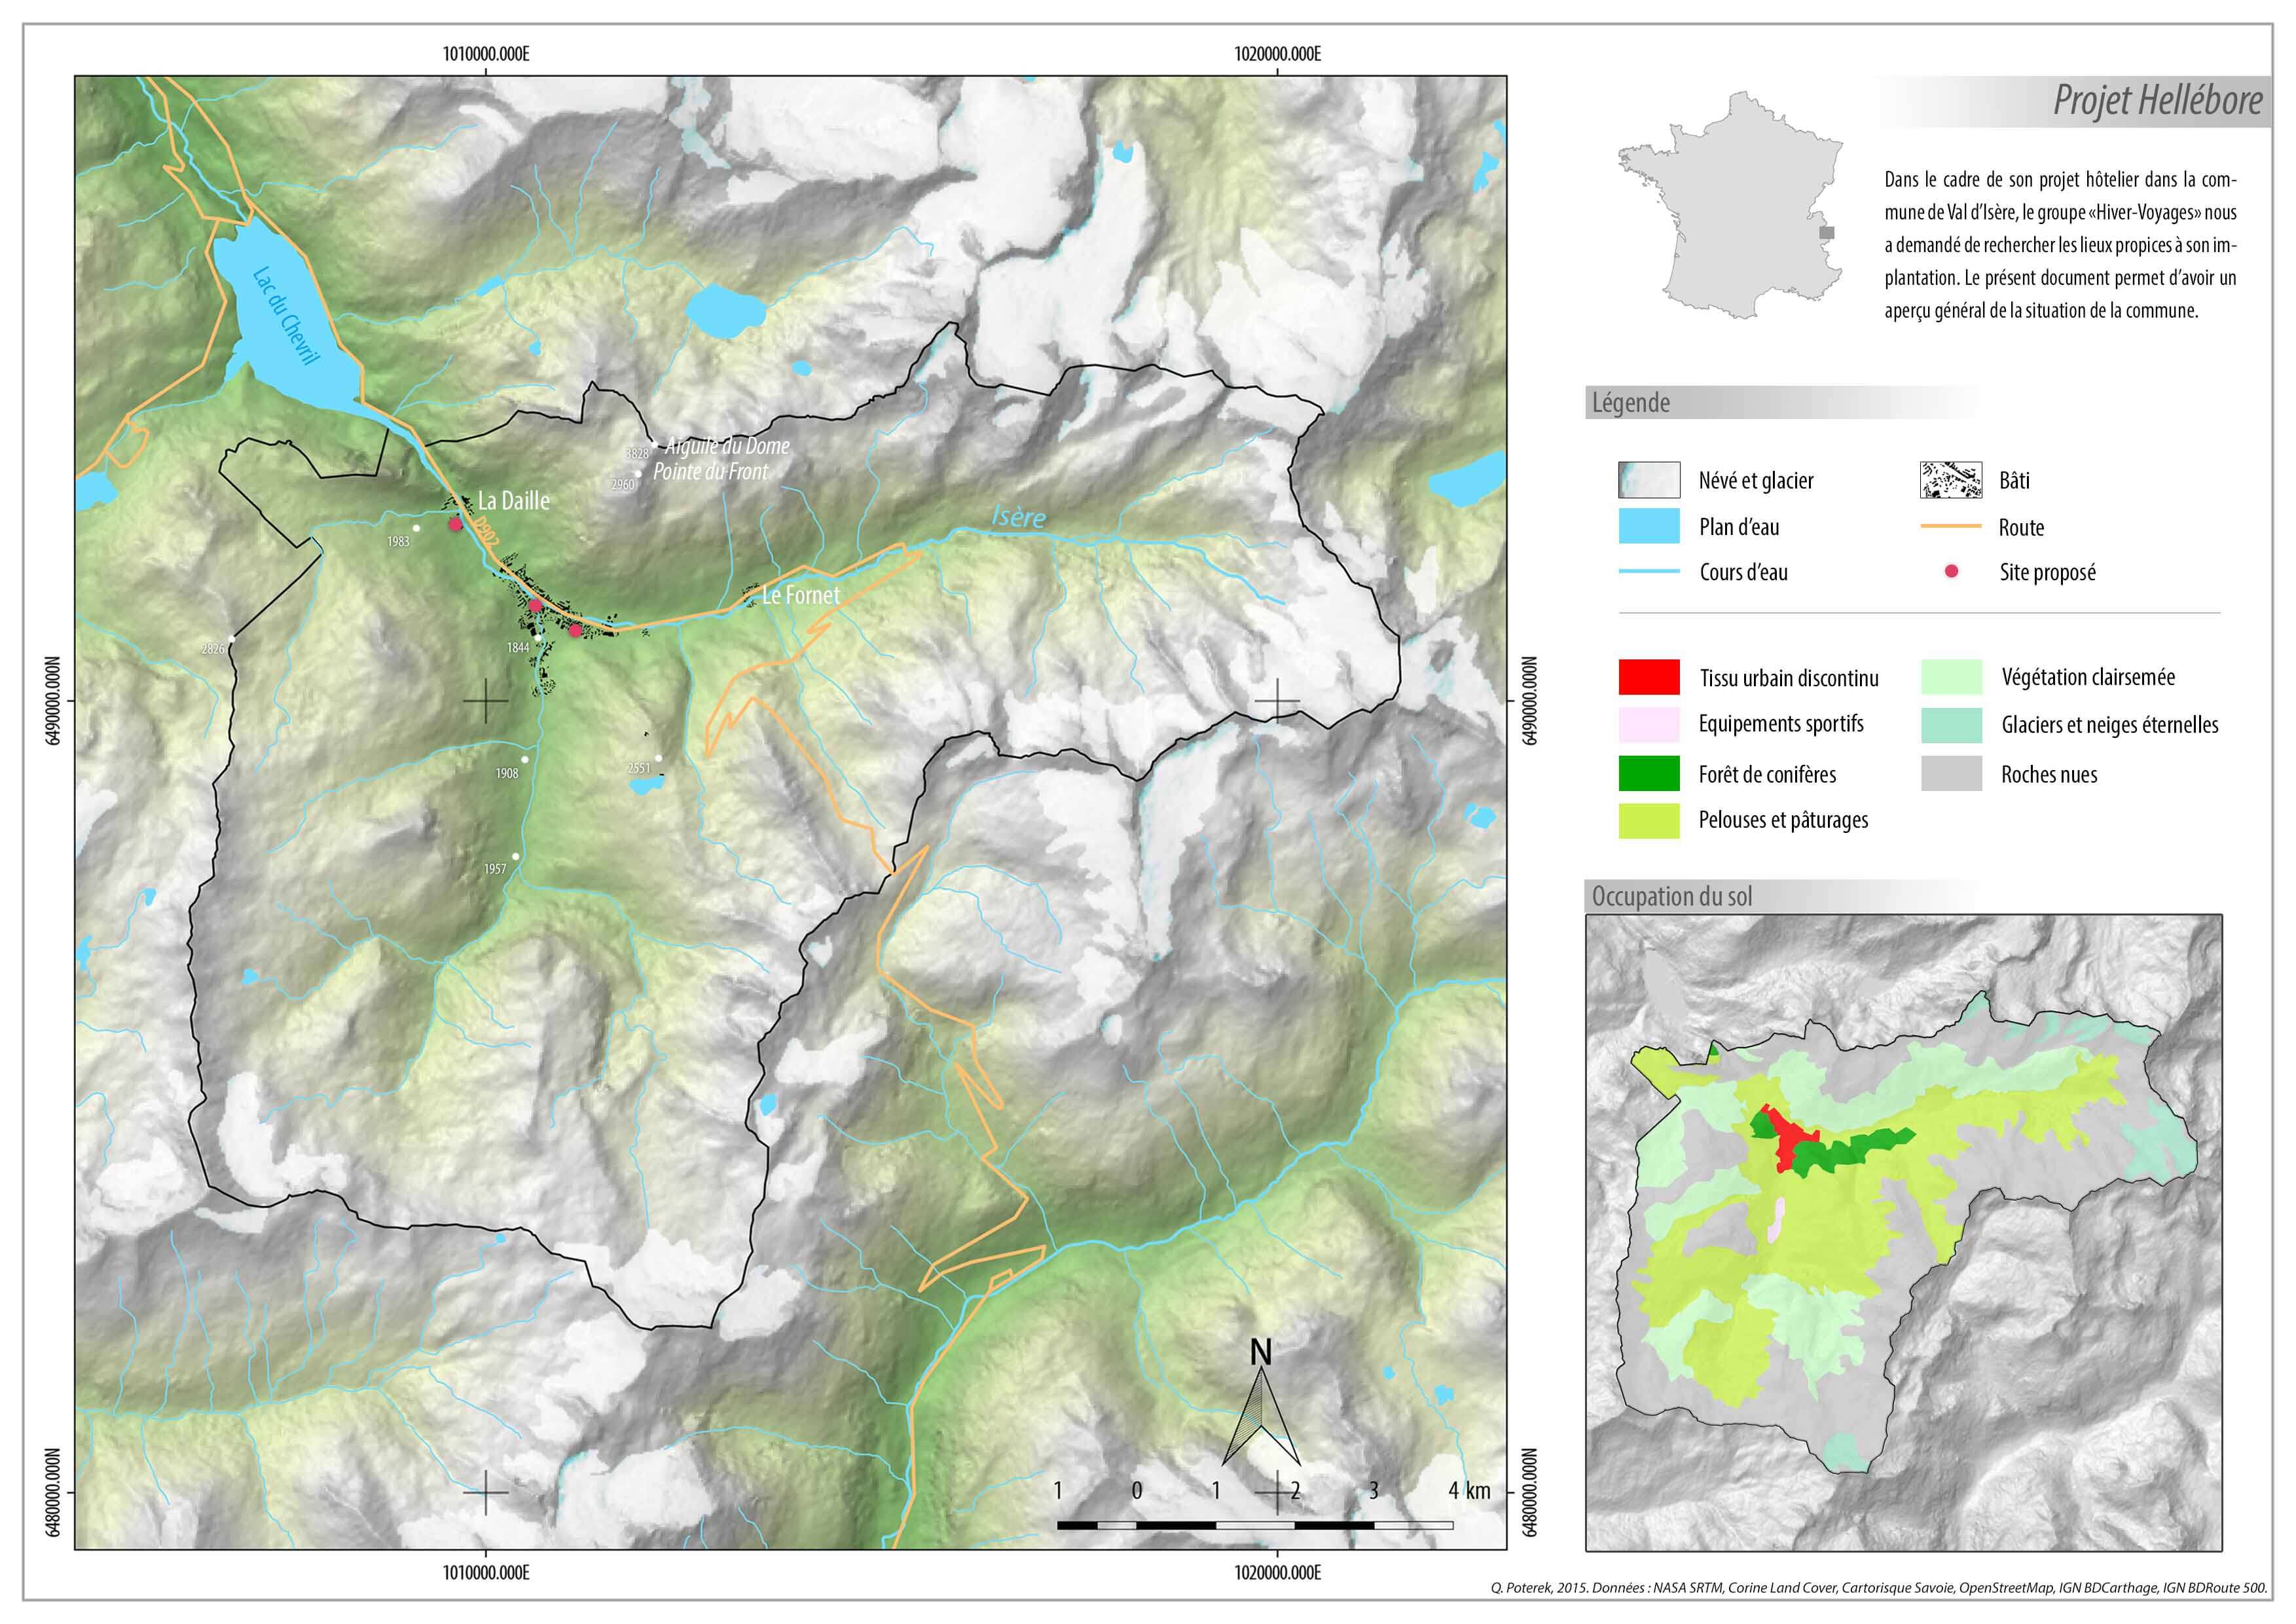 1010000.000E
1020000.000E
Projet Hellébore
Dans le cadre de son projet hôtelier dans la com-
mune de Val d'Isère, le groupe «Hiver-Voyages» nous
a demandé de rechercher les lieux propices à son im-
plantation. Le présent document permet d'avoir un
aperçu général de la situation de la commune.
Lac du Chevril
3828
Aiguile du Dome
Pointe du Front
2960
La Daille
D902
1983
Isère
Le Fornet
1844
2826
6490000.000N
6490000.000N
2551
1908
1957
Légende
Névé et glacier
Bâti
Plan d'eau
Route
Cours d'eau
Site proposé
Tissu urbain discontinu
Végétation clairsemée
Equipements sportifs
Glaciers et neiges éternelles
Forêt de conifères
Roches nues
Pelouses et pâturages
Occupation du sol
N
1 0 1 2 3 4 km
6480000.000N
6480000.000N
1010000.000E
1020000.000E
Q. Poterek, 2015. Données : NASA SRTM, Corine Land Cover, Cartorisque Savoie, OpenStreetMap, IGN BDCarthage, IGN BDRoute 500.